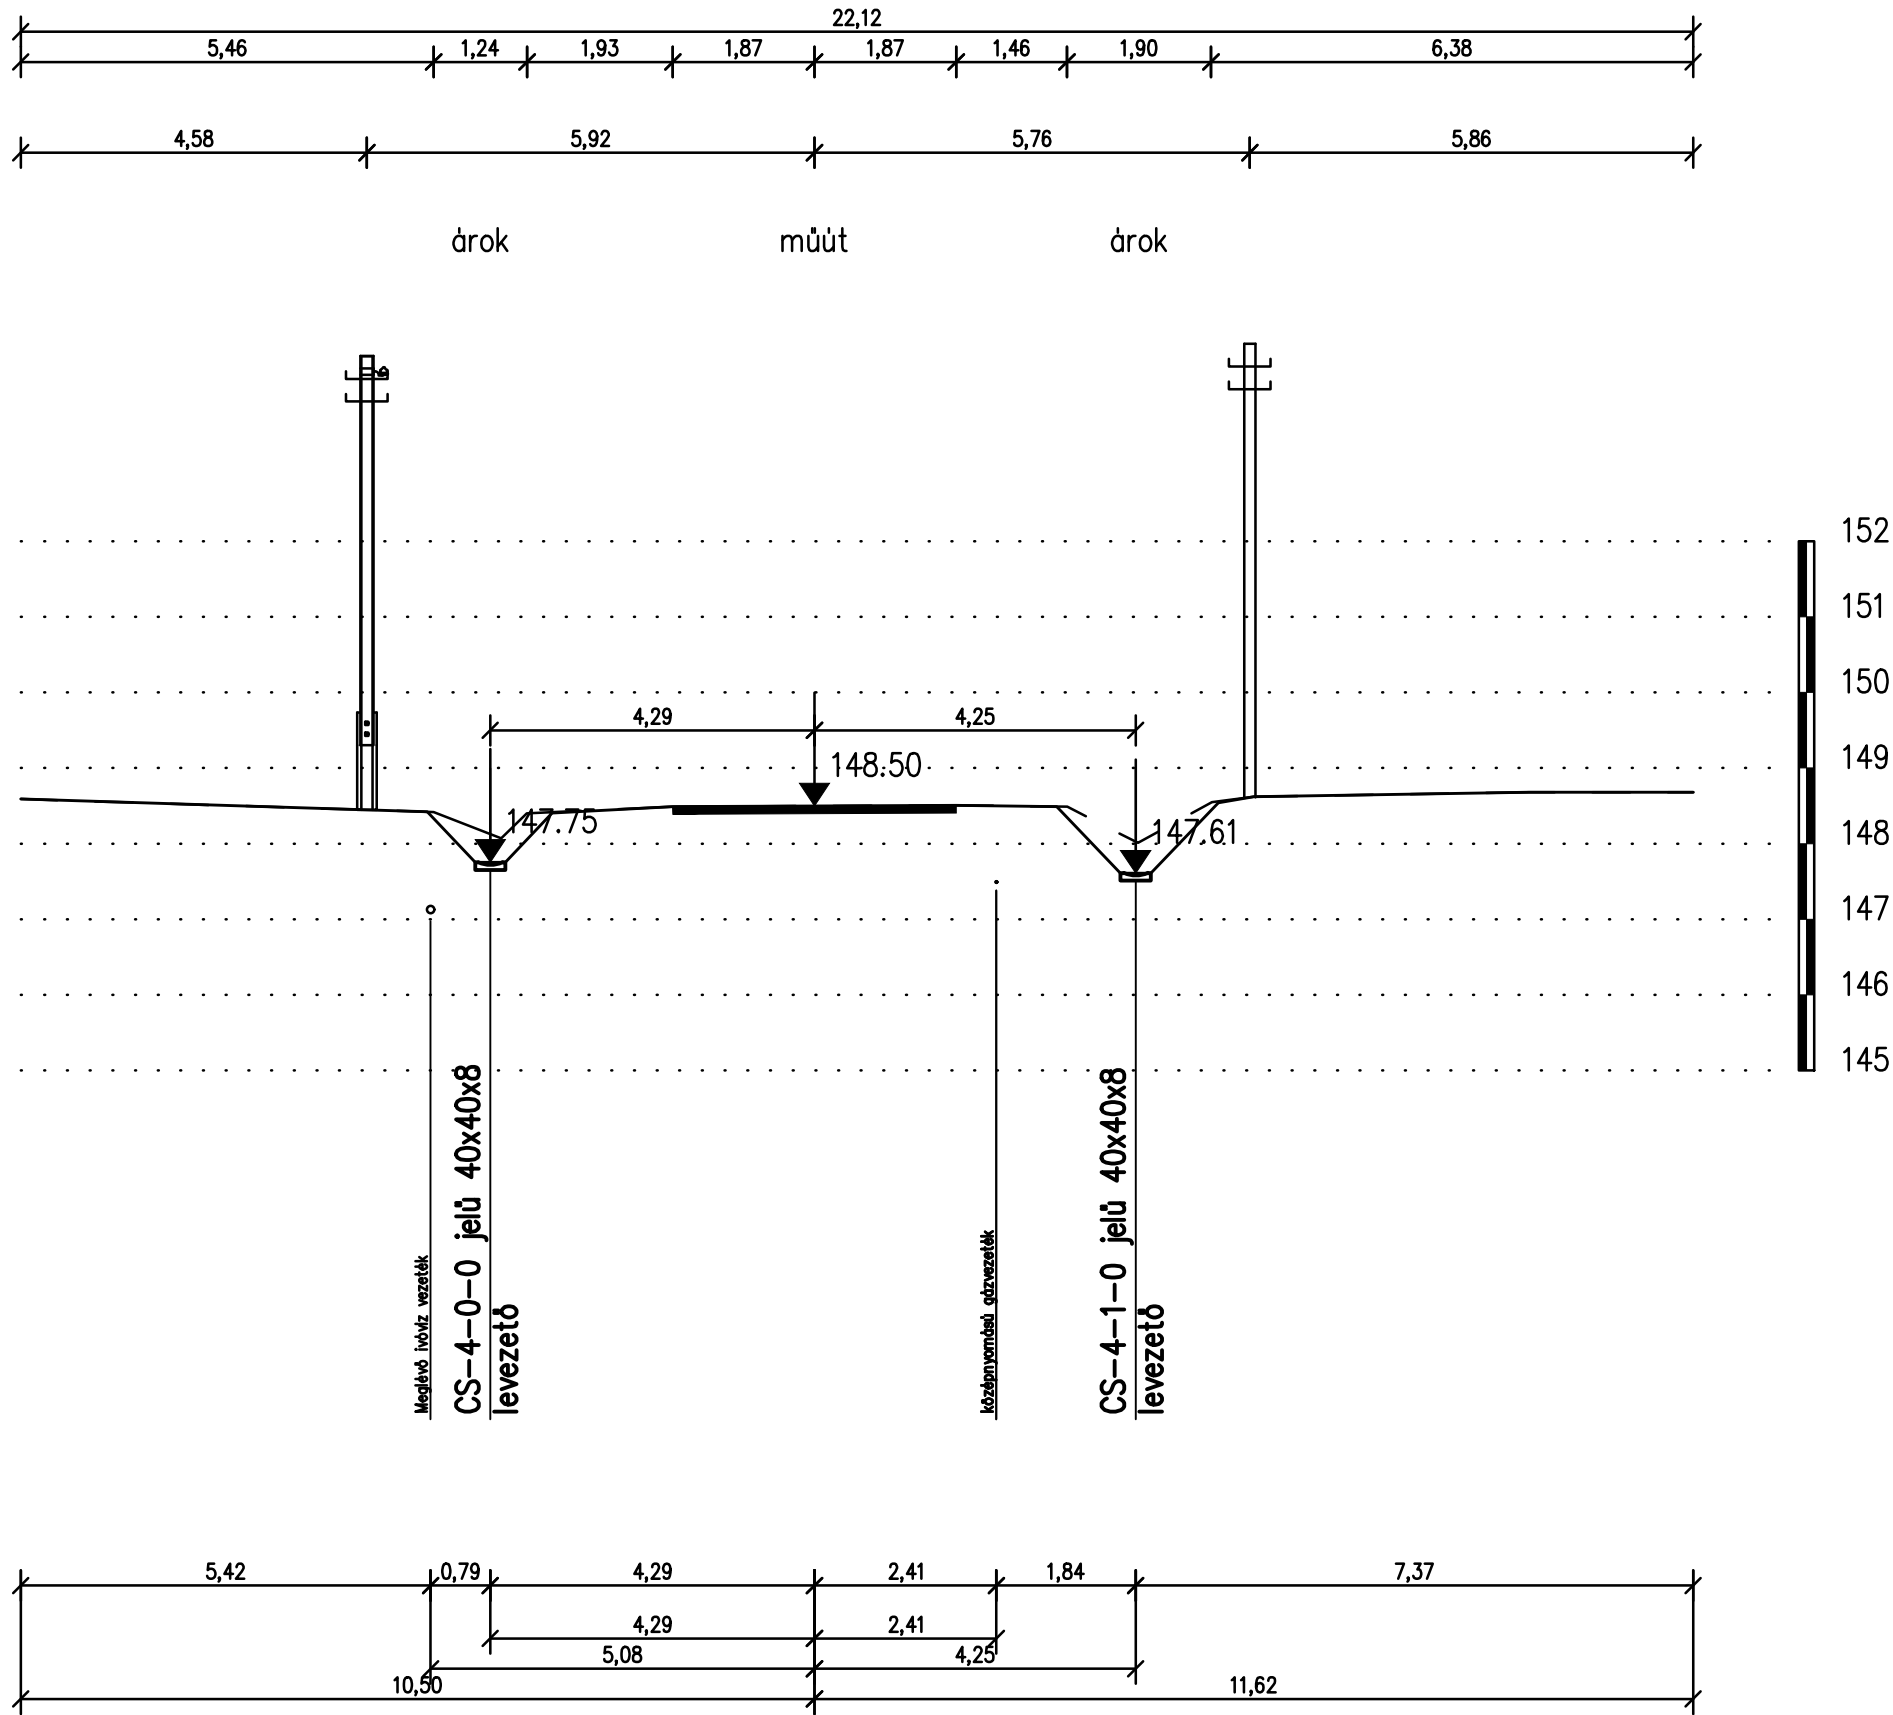 22,12
5,46 1,24 1,93 1,87 1,87 1,46 1,90 6,38
4,58 5,92 5,76 5,86
árok műút árok
152
151
150
4,29 4,25
149
148.50
147.75 147.61
148
147
146
145
Meglévő ivóvíz vezeték
CS-4-0-0 jelű 40x40x8
levezető
középnyomású gázvezeték
CS-4-1-0 jelű 40x40x8
levezető
5,42 0,79 4,29 2,41 1,84 7,37
4,29 2,41
5,08 4,25
10,50 11,62